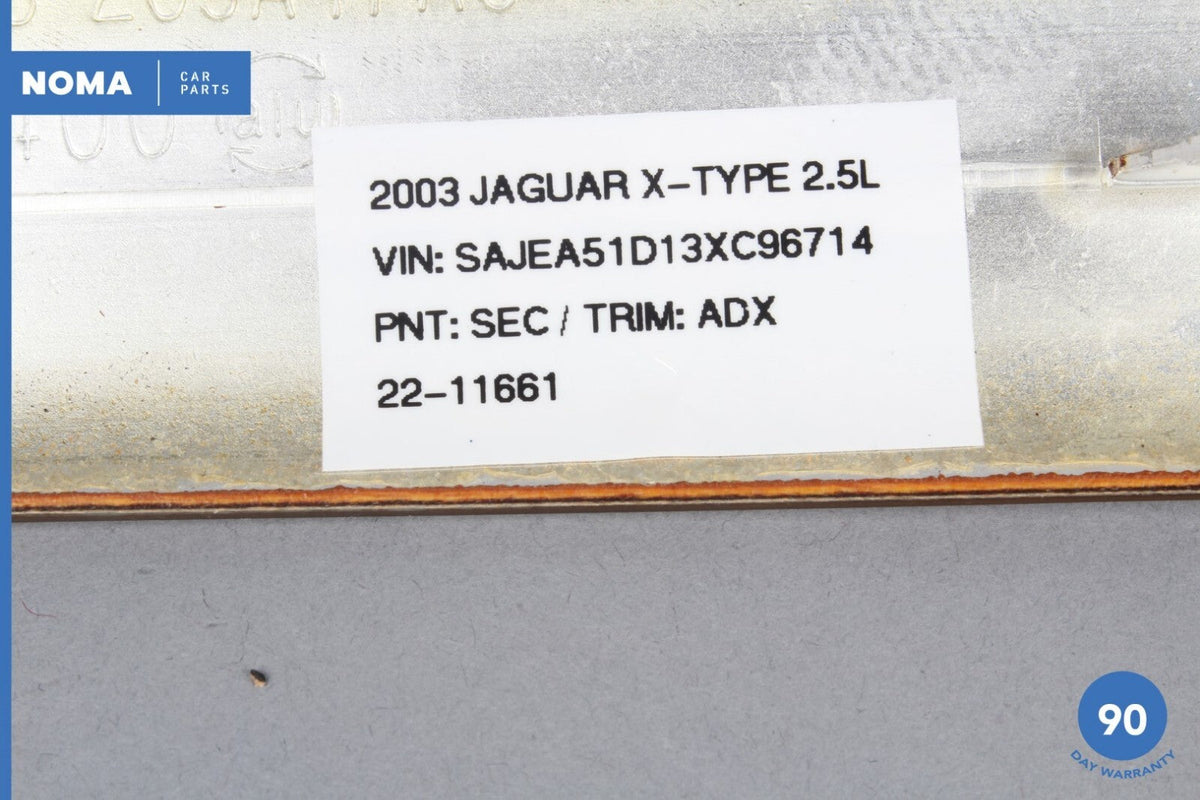 NOMA
CAR
PARTS
2003 JAGUAR X-TYPE 2.5L
VIN: SAJEA51D13XC96714
PNT: SEC / TRIM: ADX
22-11661
90
DAY WARRANTY